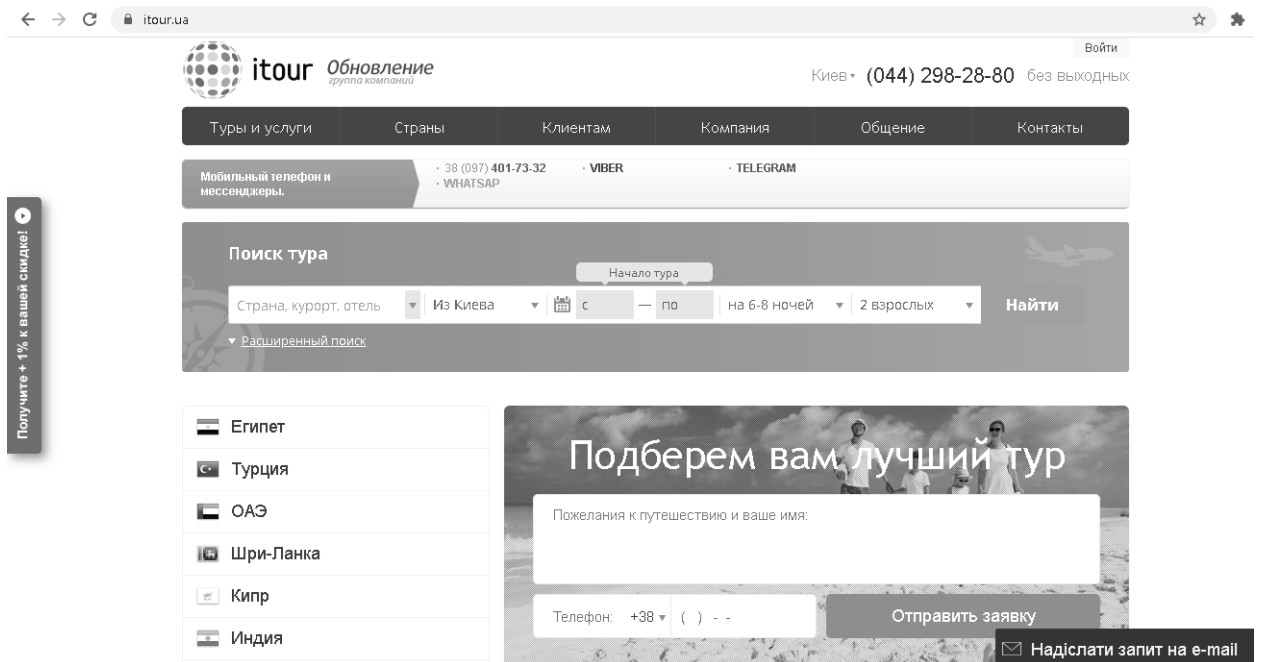 itour.ua
Войти
itour Обновление
группа компаний
Киев (044) 298-28-80 без выходных
Туры и услуги Страны Клиентам Компания Общение Контакты
Мобильный телефон и
мессенджеры.
· 38 (097) 401-73-32 · VIBER · TELEGRAM
· WHATSAP
Получите + 1% к вашей скидке!
Поиск тура
Начало тура
Страна, курорт, отель Из Киева с — по на 6-8 ночей 2 взрослых Найти
Расширенный поиск
Египет
Турция
ОАЭ
Шри-Ланка
Кипр
Индия
Подберем вам лучший тур
Пожелания к путешествию и ваше имя:
Телефон: +38 ( ) - -
Отправить заявку
Надіслати запит на e-mail